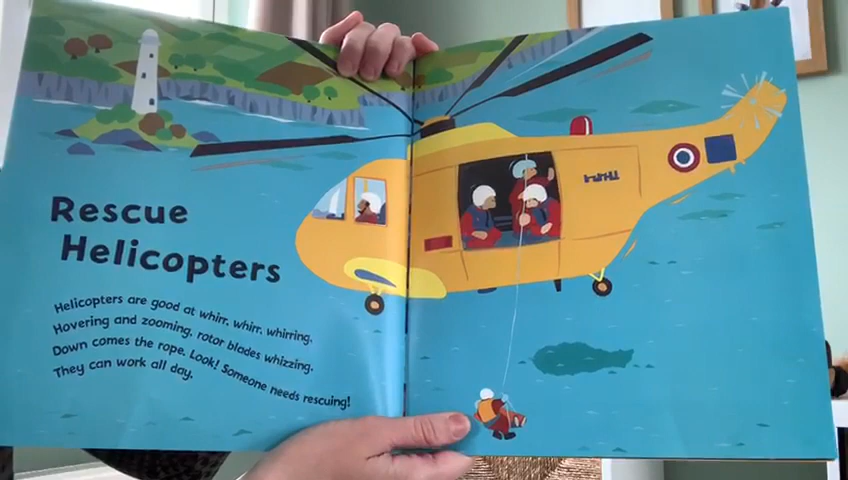 Rescue
Helicopters
Helicopters are good at whirr, whirr, whirring,
Hovering and zooming, rotor blades whizzing.
Down comes the rope. Look! Someone needs rescuing!
They can work all day.